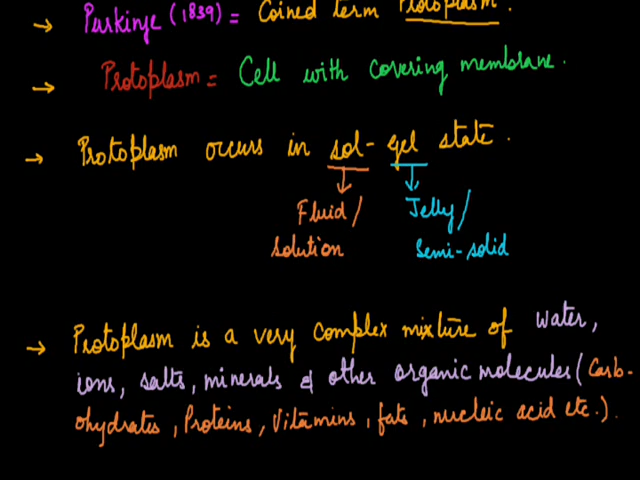 → Purkinje (1839) = Coined term Protoplasm.
→ Protoplasm = Cell with covering membrane.
→ Protoplasm occurs in sol-gel state.
Fluid/ Jelly/
solution Semi-solid
→ Protoplasm is a very complex mixture of water,
ions, salts, minerals & other organic molecules (Carb-
ohydrates, Proteins, Vitamins, fats, nucleic acid etc.).